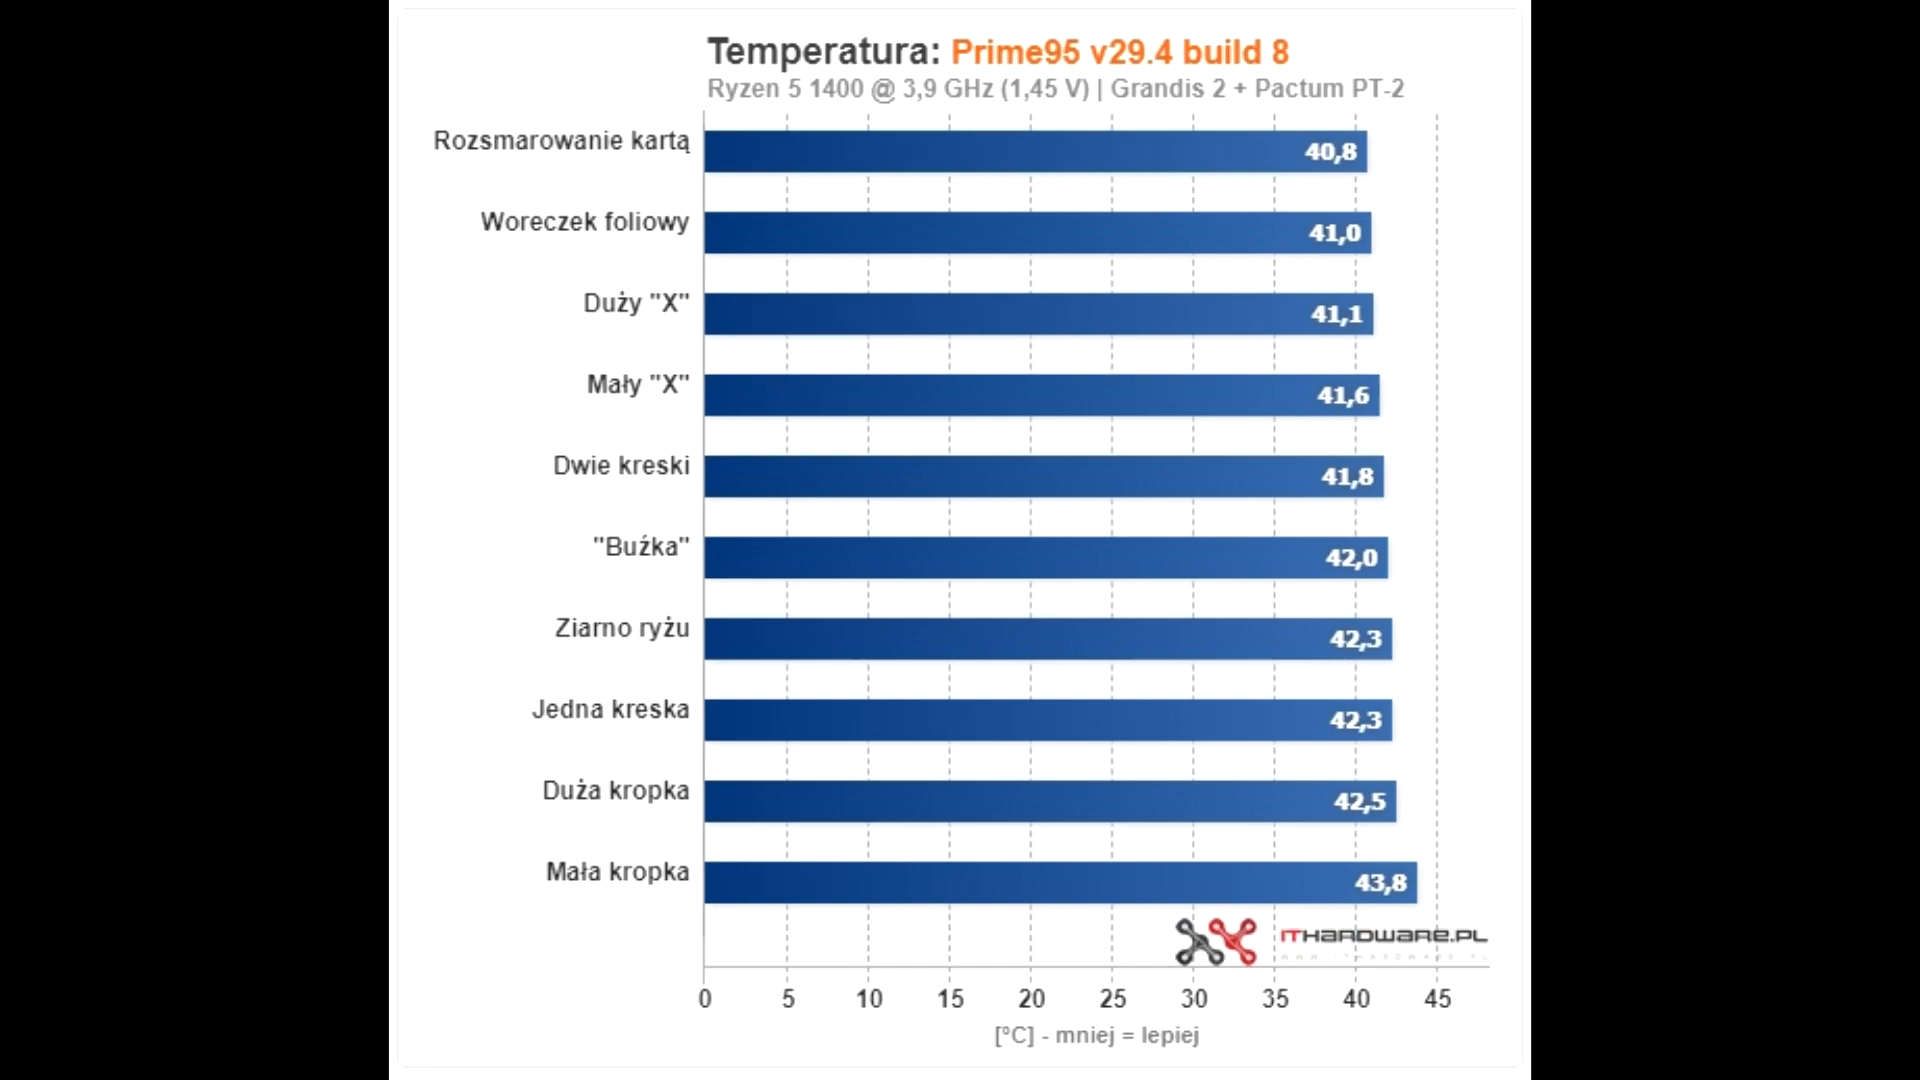 Temperatura: Prime95 v29.4 build 8
Ryzen 5 1400 @ 3,9 GHz (1,45 V) | Grandis 2 + Pactum PT-2
Rozsmarowanie kartą 40,8
Woreczek foliowy 41,0
Duży "X" 41,1
Mały "X" 41,6
Dwie kreski 41,8
"Buźka" 42,0
Ziarno ryżu 42,3
Jedna kreska 42,3
Duża kropka 42,5
Mała kropka 43,8
ITHARDWARE.PL
WWW.ITHARDWARE.PL
0 5 10 15 20 25 30 35 40 45
[°C] - mniej = lepiej